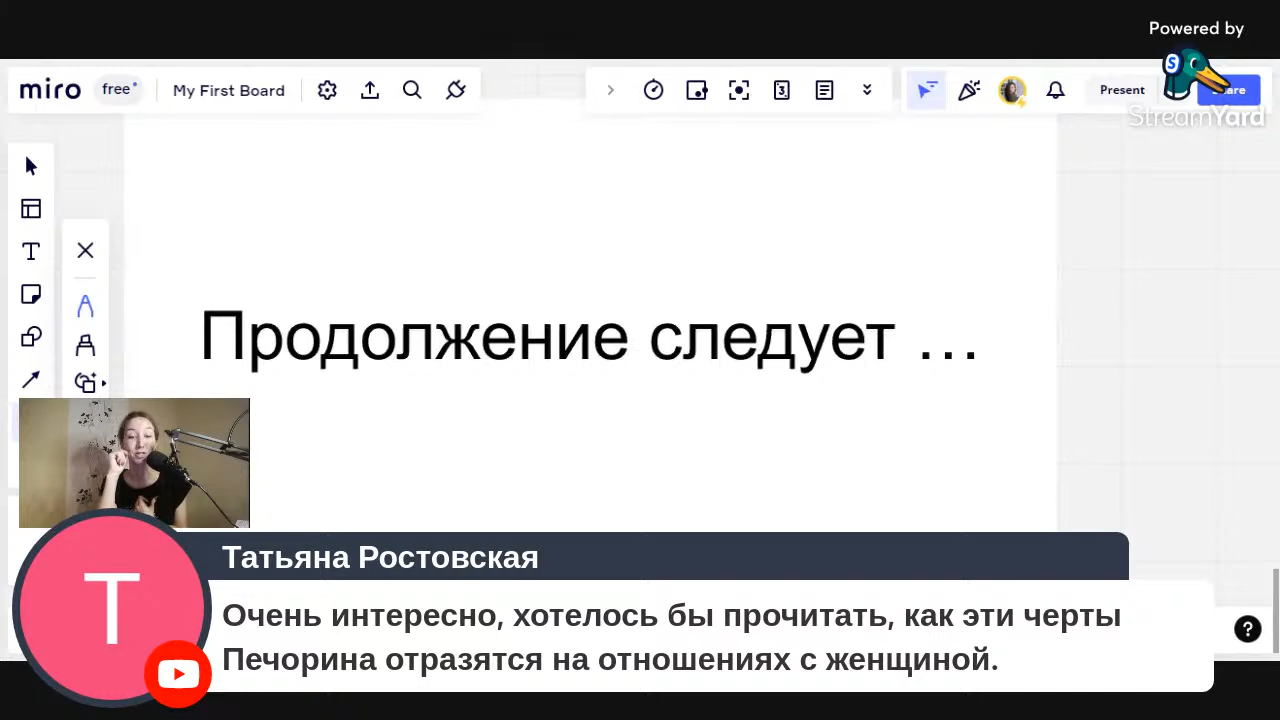 Powered by
StreamYard
miro
free
My First Board
3
Present
Продолжение следует ...
Татьяна Ростовская
Т
Очень интересно, хотелось бы прочитать, как эти черты
Печорина отразятся на отношениях с женщиной.
?